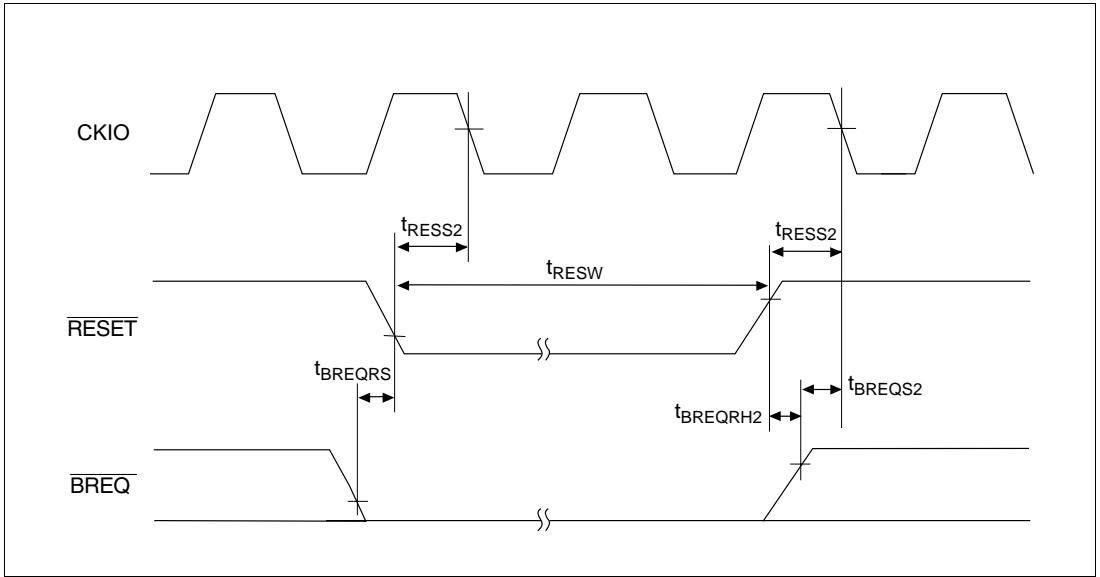 CKIO
tRESS2
tRESS2
tRESW
RESET
tBREQRS
tBREQS2
tBREQRH2
BREQ